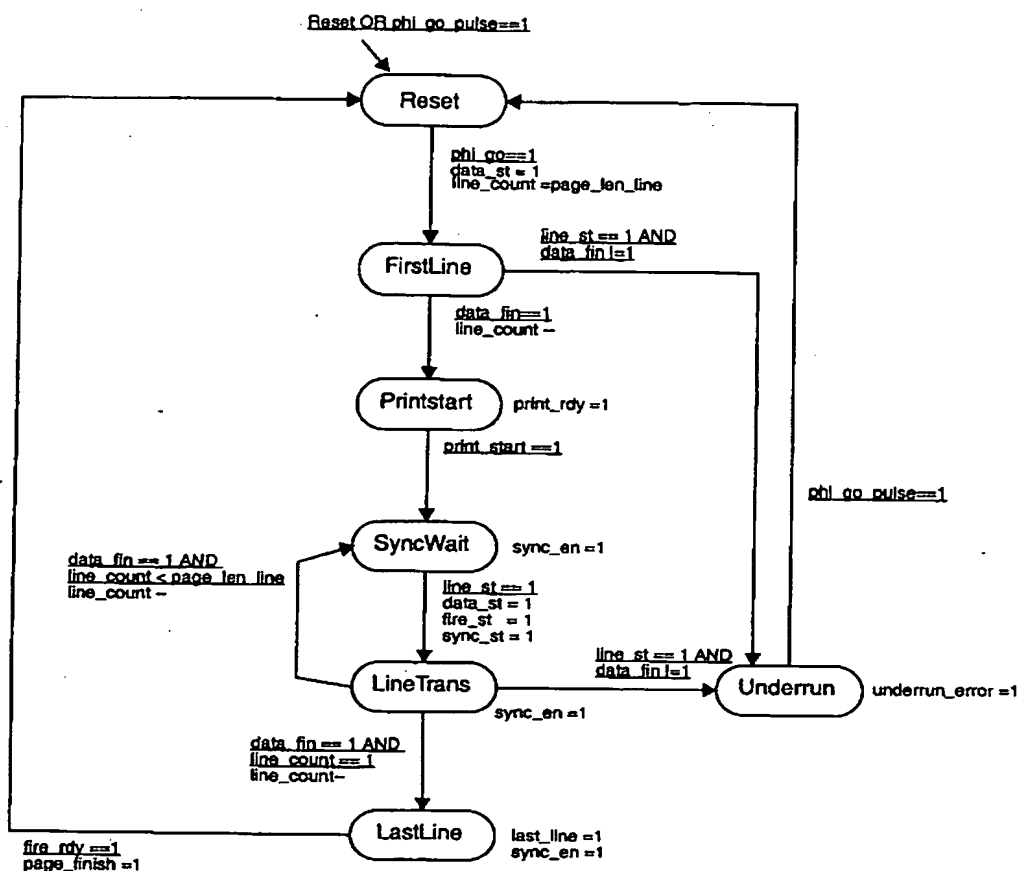 Reset OR phi_go_pulse==1
Reset
phi_go==1
data_st = 1
line_count =page_len_line
line_st == 1 AND
data_fin !=1
FirstLine
data_fin==1
line_count --
Printstart
print_rdy =1
print_start ==1
phi_go_pulse==1
SyncWait
sync_en =1
data_fin == 1 AND
line_count < page_len_line
line_count --
line_st == 1
data_st = 1
fire_st = 1
sync_st = 1
line_st == 1 AND
data_fin !=1
LineTrans
sync_en =1
Underrun
underrun_error =1
data_fin == 1 AND
line_count == 1
line_count--
LastLine
last_line =1
sync_en =1
fire_rdy ==1
page_finish =1